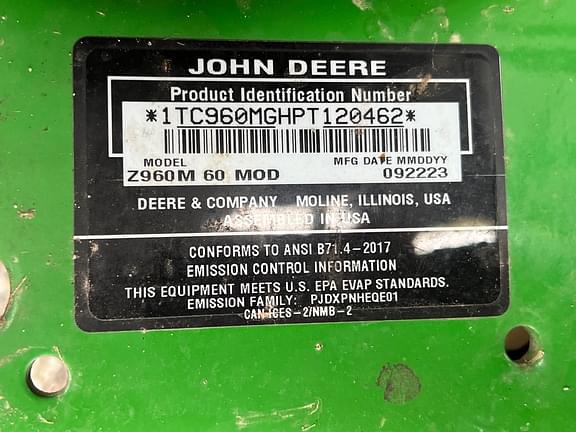 JOHN DEERE
Product Identification Number
*1TC960MGHPT120462*
MODEL MFG DATE MMDDYY
Z960M 60 MOD 092223
DEERE & COMPANY MOLINE, ILLINOIS, USA
ASSEMBLED IN USA
CONFORMS TO ANSI B71.4-2017
EMISSION CONTROL INFORMATION
THIS EQUIPMENT MEETS U.S. EPA EVAP STANDARDS.
EMISSION FAMILY: PJDXPNHEQE01
CAN ICES-2/NMB-2